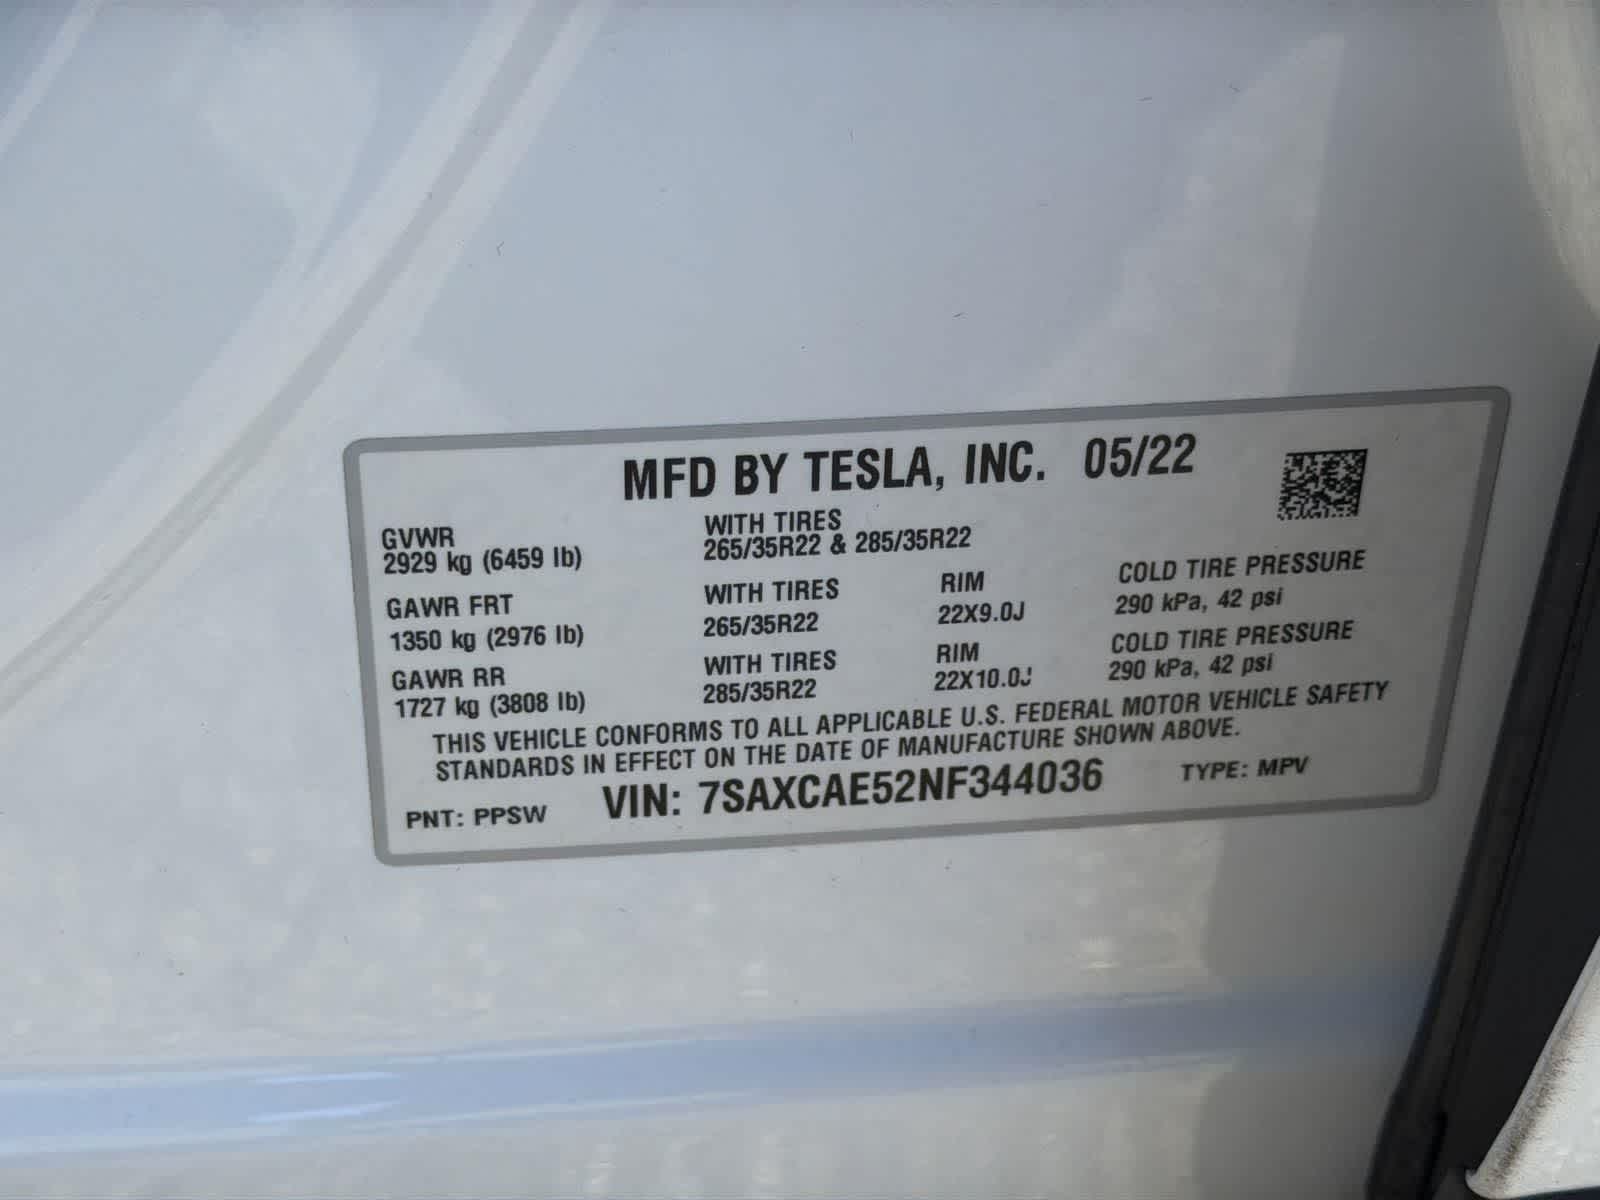 MFD BY TESLA, INC. 05/22
GVWR
2929 kg (6459 lb)
WITH TIRES
265/35R22 & 285/35R22
GAWR FRT
1350 kg (2976 lb)
WITH TIRES
265/35R22
RIM
22X9.0J
COLD TIRE PRESSURE
290 kPa, 42 psi
GAWR RR
1727 kg (3808 lb)
WITH TIRES
285/35R22
RIM
22X10.0J
COLD TIRE PRESSURE
290 kPa, 42 psi
THIS VEHICLE CONFORMS TO ALL APPLICABLE U.S. FEDERAL MOTOR VEHICLE SAFETY
STANDARDS IN EFFECT ON THE DATE OF MANUFACTURE SHOWN ABOVE.
PNT: PPSW VIN: 7SAXCAE52NF344036 TYPE: MPV